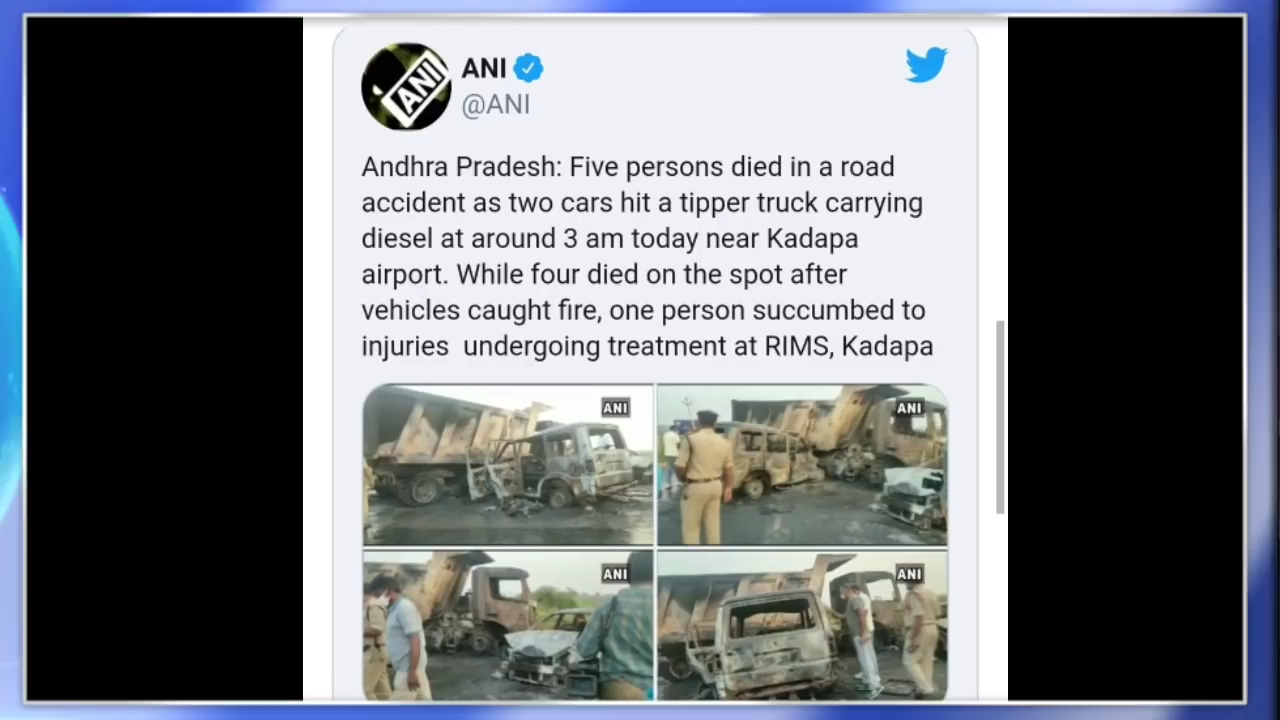 ANI
ANI
@ANI
Andhra Pradesh: Five persons died in a road
accident as two cars hit a tipper truck carrying
diesel at around 3 am today near Kadapa
airport. While four died on the spot after
vehicles caught fire, one person succumbed to
injuries  undergoing treatment at RIMS, Kadapa
ANI
ANI
ANI
ANI